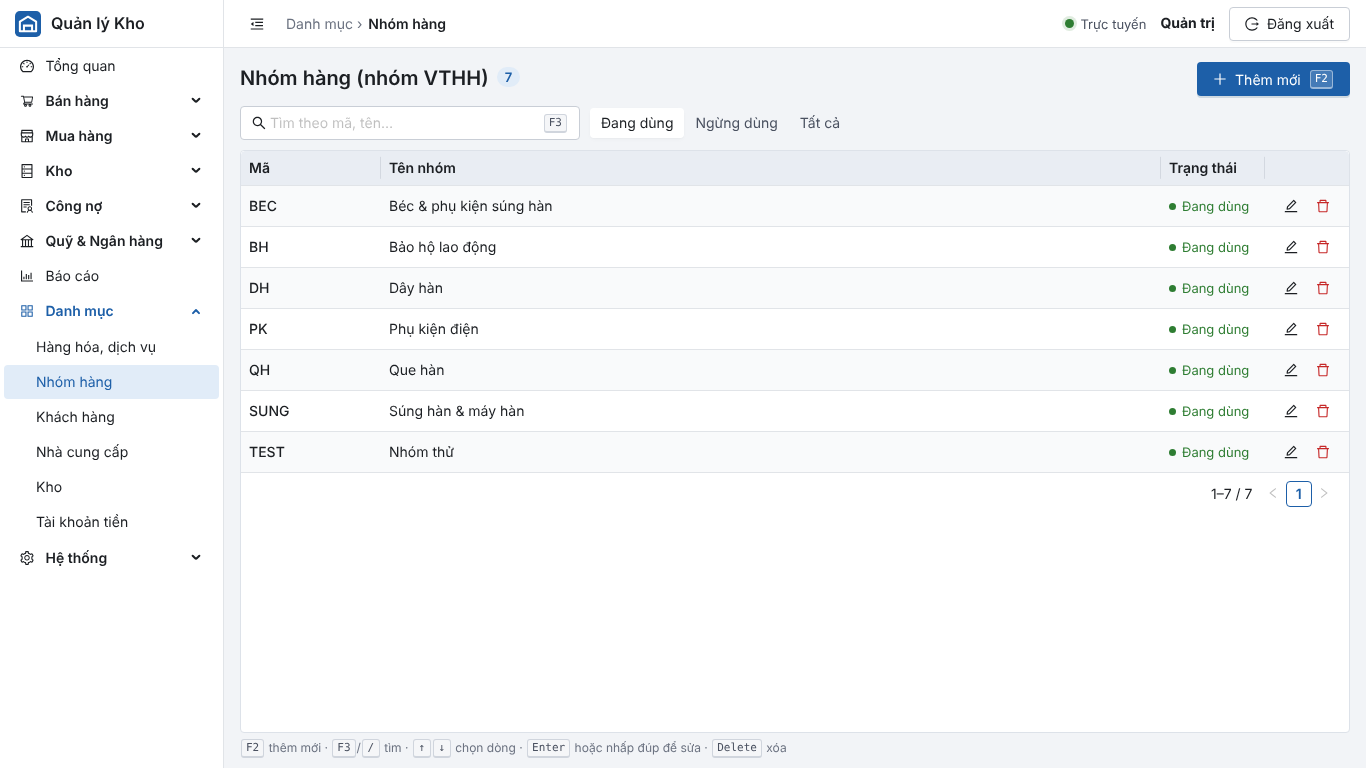 Quản lý Kho
Danh mục › Nhóm hàng
Trực tuyến
Quản trị
Đăng xuất
Tổng quan
Bán hàng
Mua hàng
Kho
Công nợ
Quỹ & Ngân hàng
Báo cáo
Danh mục
Hàng hóa, dịch vụ
Nhóm hàng
Khách hàng
Nhà cung cấp
Kho
Tài khoản tiền
Hệ thống
Nhóm hàng (nhóm VTHH) 7
Thêm mới F2
Tìm theo mã, tên... F3
Đang dùng Ngừng dùng Tất cả
Mã Tên nhóm Trạng thái
BEC Béc & phụ kiện súng hàn Đang dùng
BH Bảo hộ lao động Đang dùng
DH Dây hàn Đang dùng
PK Phụ kiện điện Đang dùng
QH Que hàn Đang dùng
SUNG Súng hàn & máy hàn Đang dùng
TEST Nhóm thử Đang dùng
1–7 / 7 1
F2 thêm mới · F3 / / tìm · ↑ ↓ chọn dòng · Enter hoặc nhấp đúp để sửa · Delete xóa